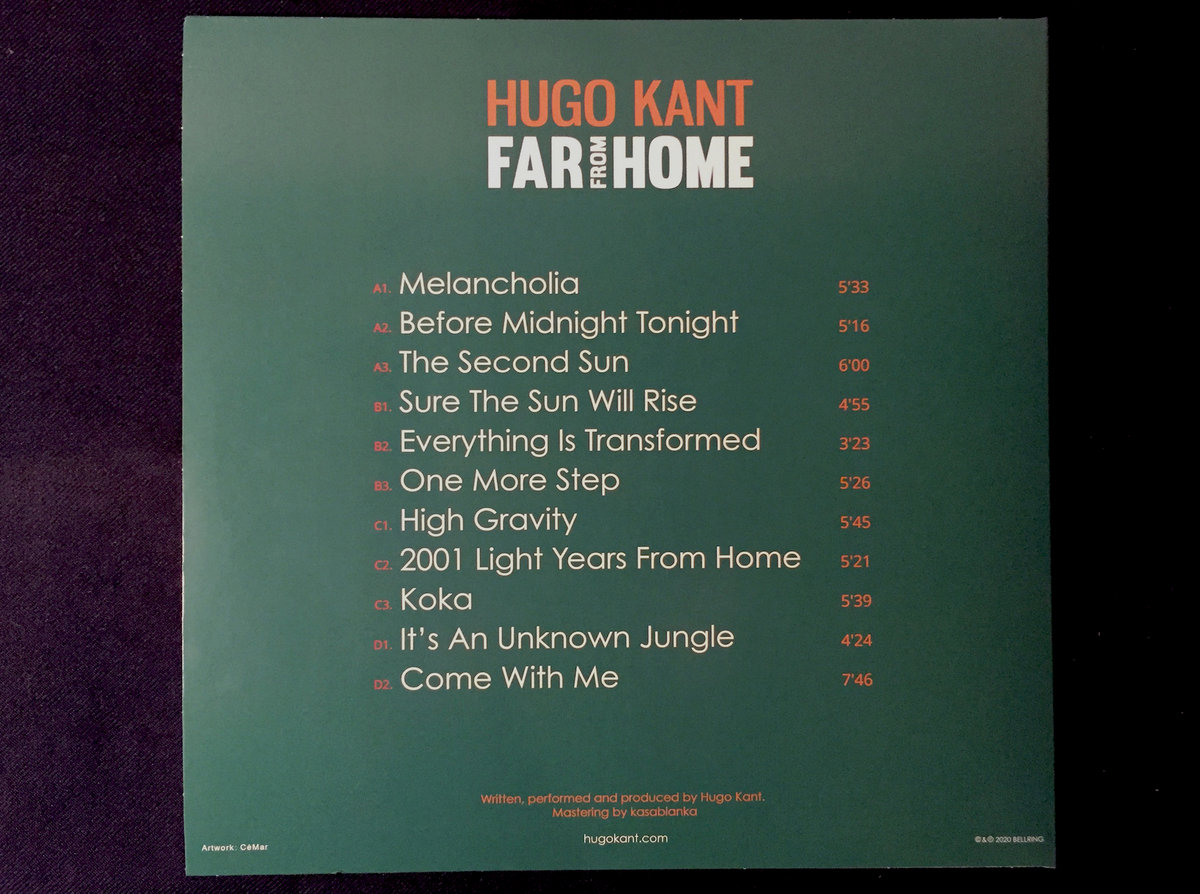 HUGO KANT
FAR FROM HOME
A1. Melancholia 5'33
A2. Before Midnight Tonight 5'16
A3. The Second Sun 6'00
B1. Sure The Sun Will Rise 4'55
B2. Everything Is Transformed 3'23
B3. One More Step 5'26
C1. High Gravity 5'45
C2. 2001 Light Years From Home 5'21
C3. Koka 5'39
D1. It’s An Unknown Jungle 4'24
D2. Come With Me 7'46
Written, performed and produced by Hugo Kant.
Mastering by kasablanka
hugokant.com
Artwork: CéMar
℗&© 2020 BELLRING